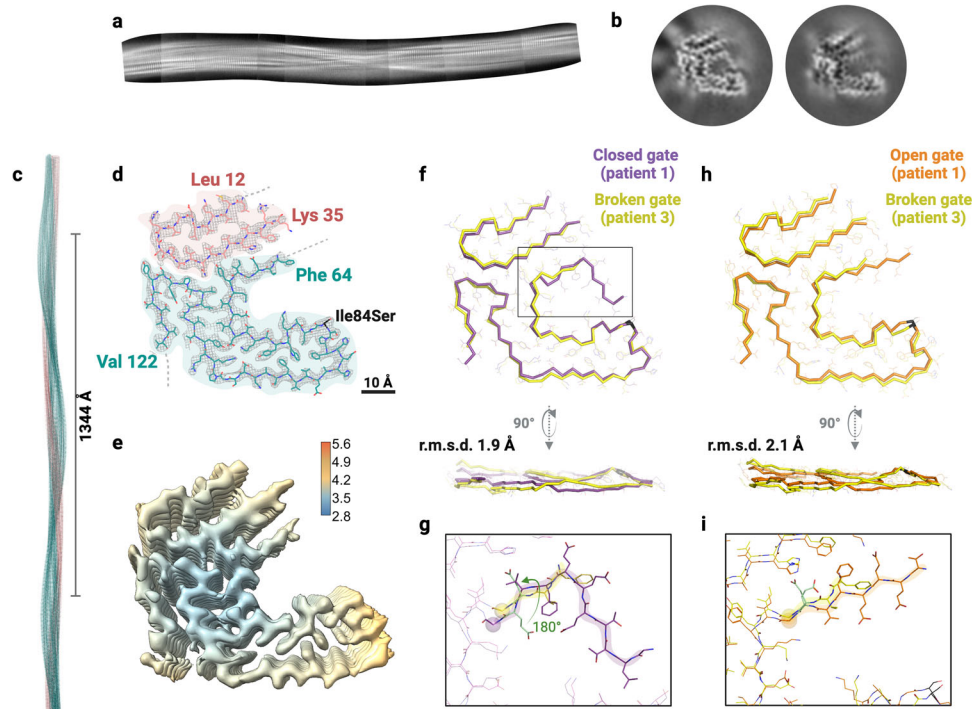 a
b
c
1344 Å
d
Leu 12
Lys 35
Phe 64
Ile84Ser
Val 122
10 Å
e
5.6
4.9
4.2
3.5
2.8
f
Closed gate
(patient 1)
Broken gate
(patient 3)
90°
r.m.s.d. 1.9 Å
g
180°
h
Open gate
(patient 1)
Broken gate
(patient 3)
90°
r.m.s.d. 2.1 Å
i